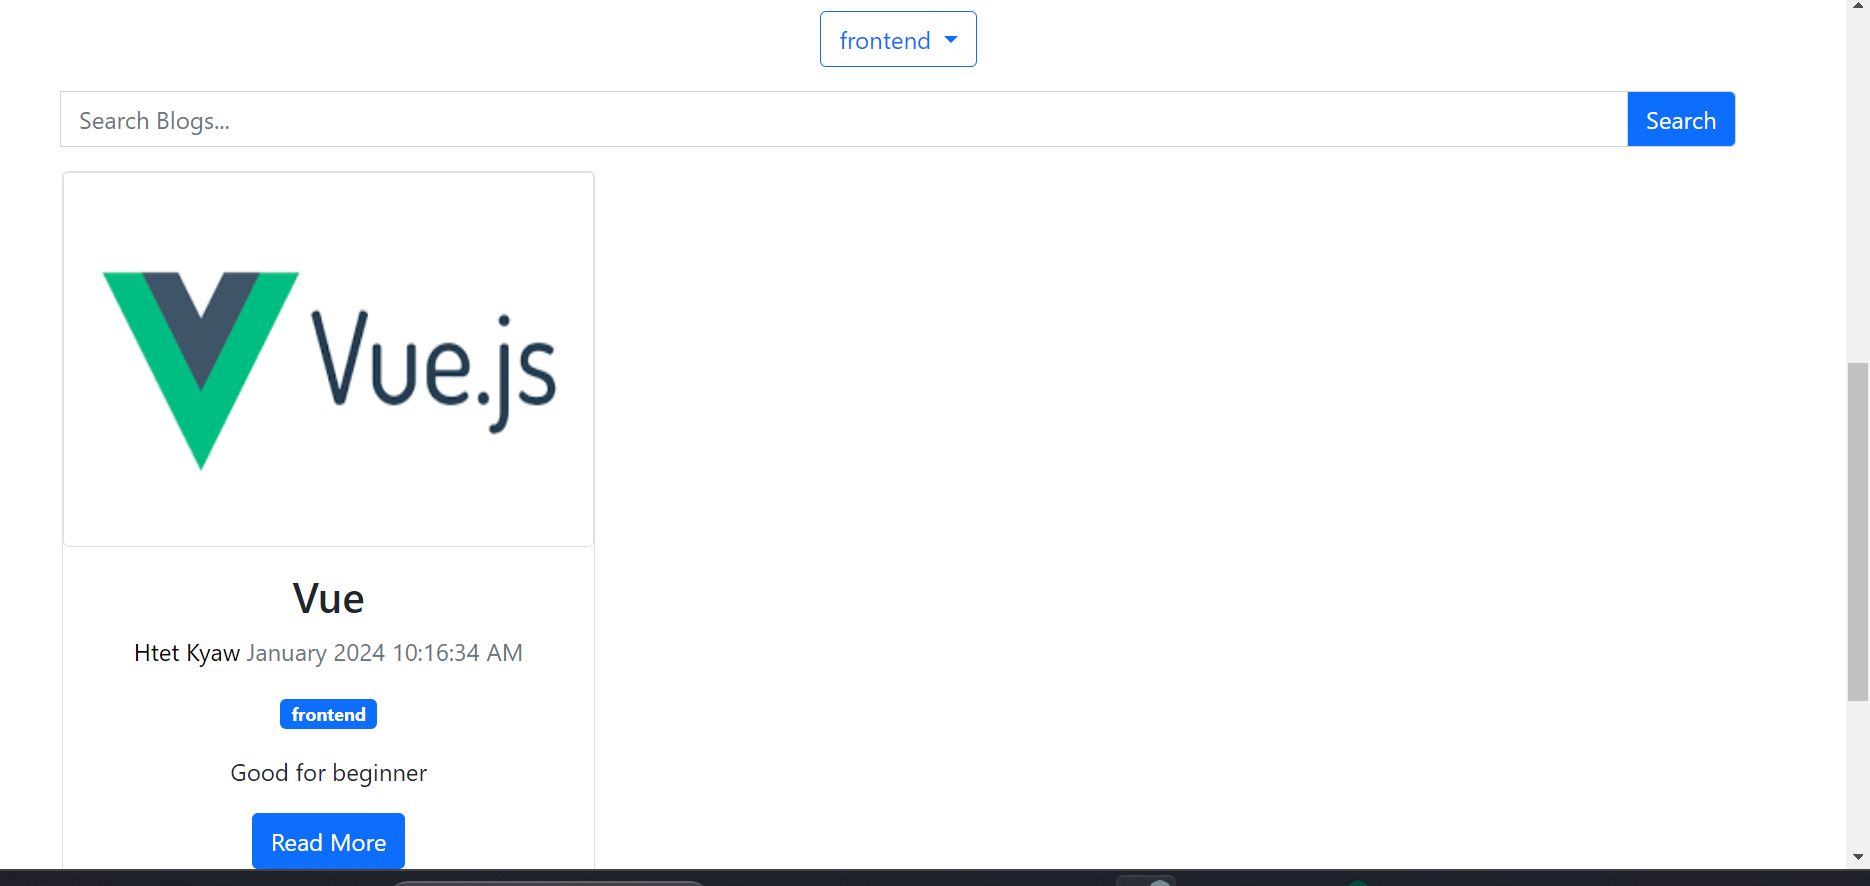 frontend
Search Blogs...
Search
Vue.js
Vue
Htet Kyaw January 2024 10:16:34 AM
frontend
Good for beginner
Read More